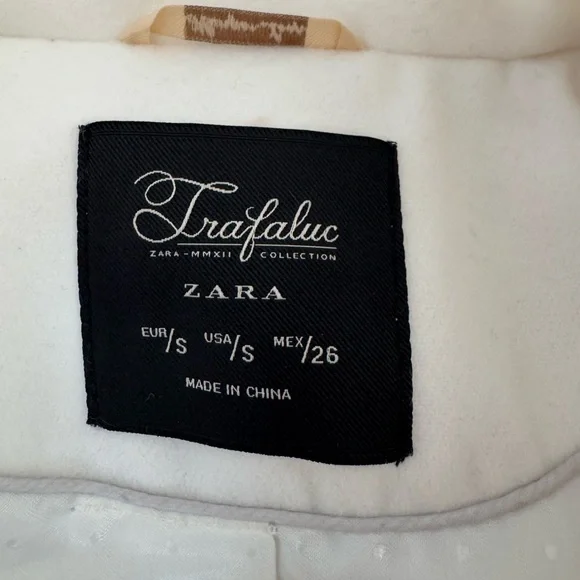 Trafaluc
ZARA - MMXII COLLECTION
ZARA
EUR/S USA/S MEX/26
MADE IN CHINA